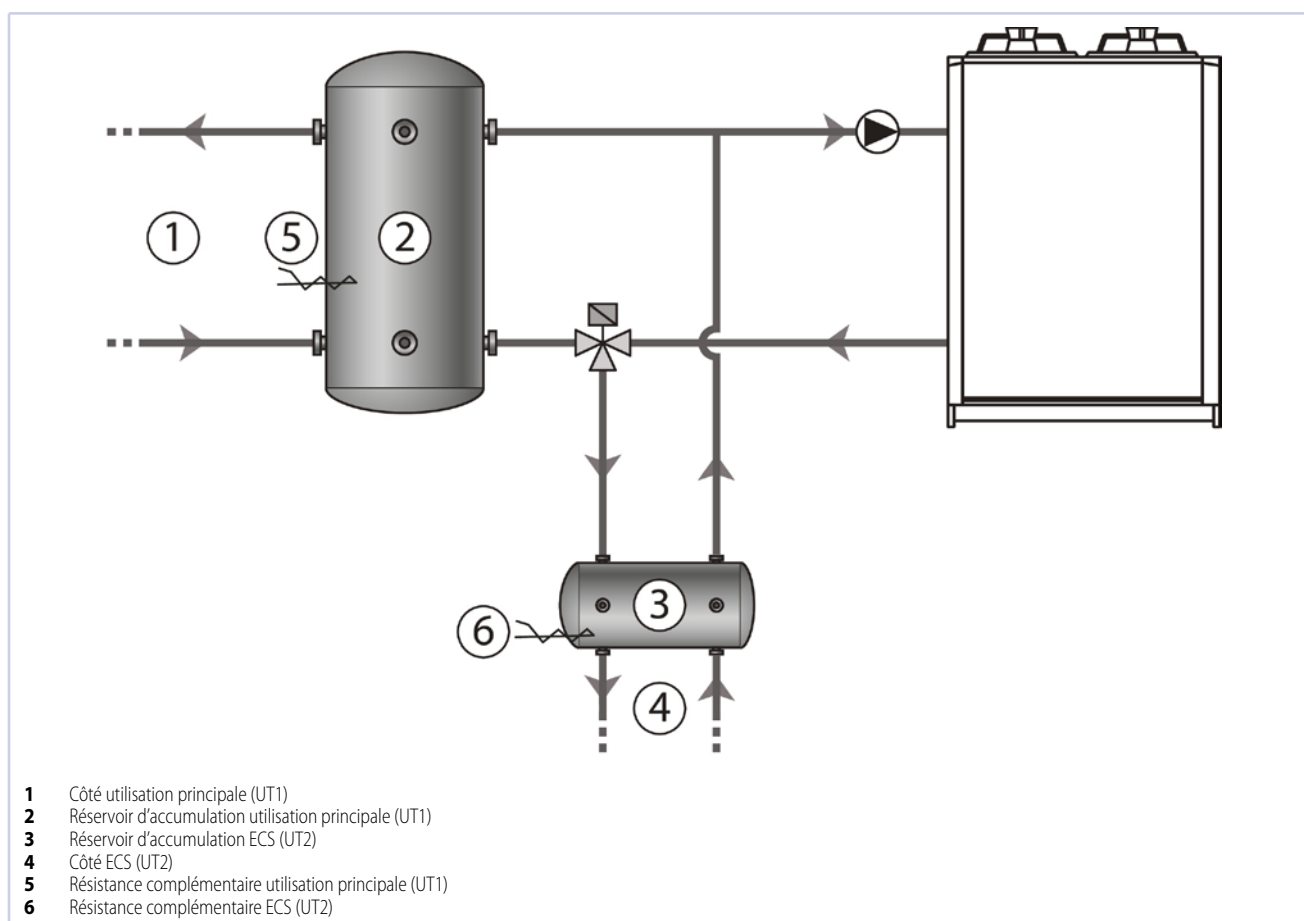 1
5
2
3
6
4
1 Côté utilisation principale (UT1)
2 Réservoir d'accumulation utilisation principale (UT1)
3 Réservoir d'accumulation ECS (UT2)
4 Côté ECS (UT2)
5 Résistance complémentaire utilisation principale (UT1)
6 Résistance complémentaire ECS (UT2)